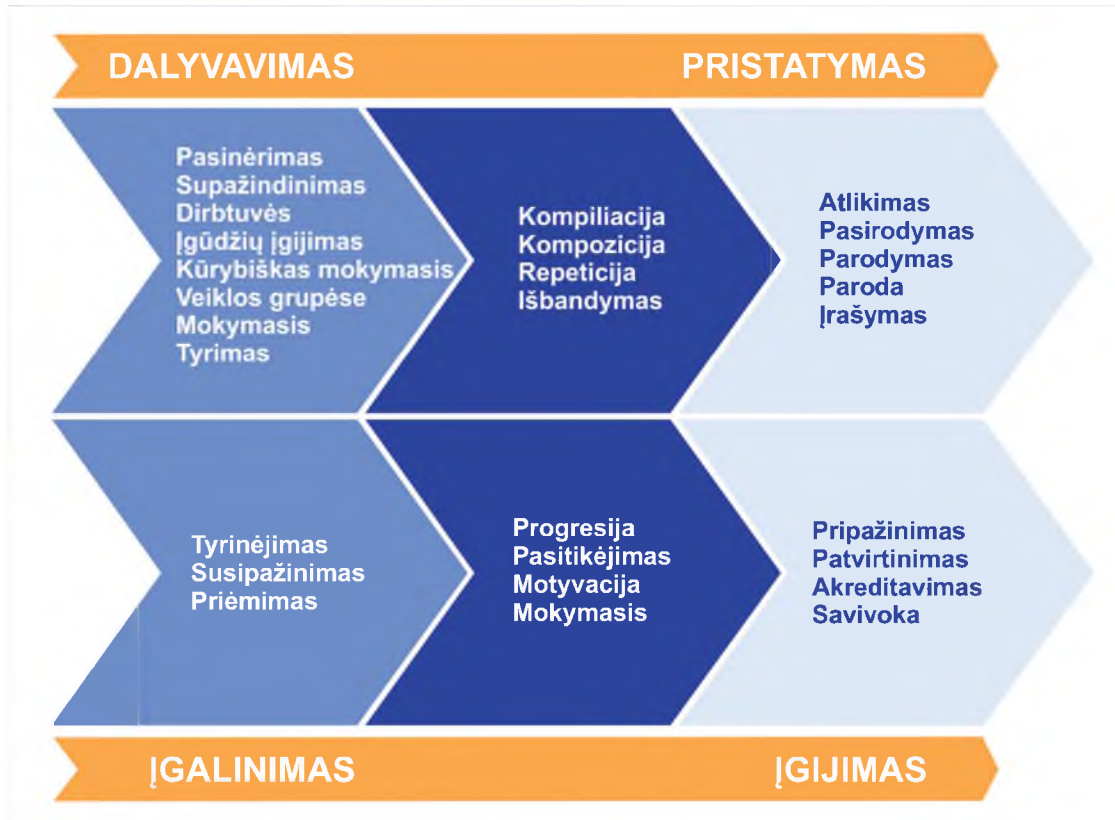 DALYVAVIMAS
PRISTATYMAS
Pasinėrimas
Supažindinimas
Dirbtuvės
Įgūdžių įgijimas
Kūrybiškas mokymasis
Veiklos grupėse
Mokymasis
Tyrimas
Kompiliacija
Kompozicija
Repeticija
Išbandymas
Atlikimas
Pasirodymas
Parodymas
Paroda
Įrašymas
Tyrinėjimas
Susipažinimas
Priėmimas
Progresija
Pasitikėjimas
Motyvacija
Mokymasis
Pripažinimas
Patvirtinimas
Akreditavimas
Savivoka
ĮGALINIMAS
ĮGIJIMAS